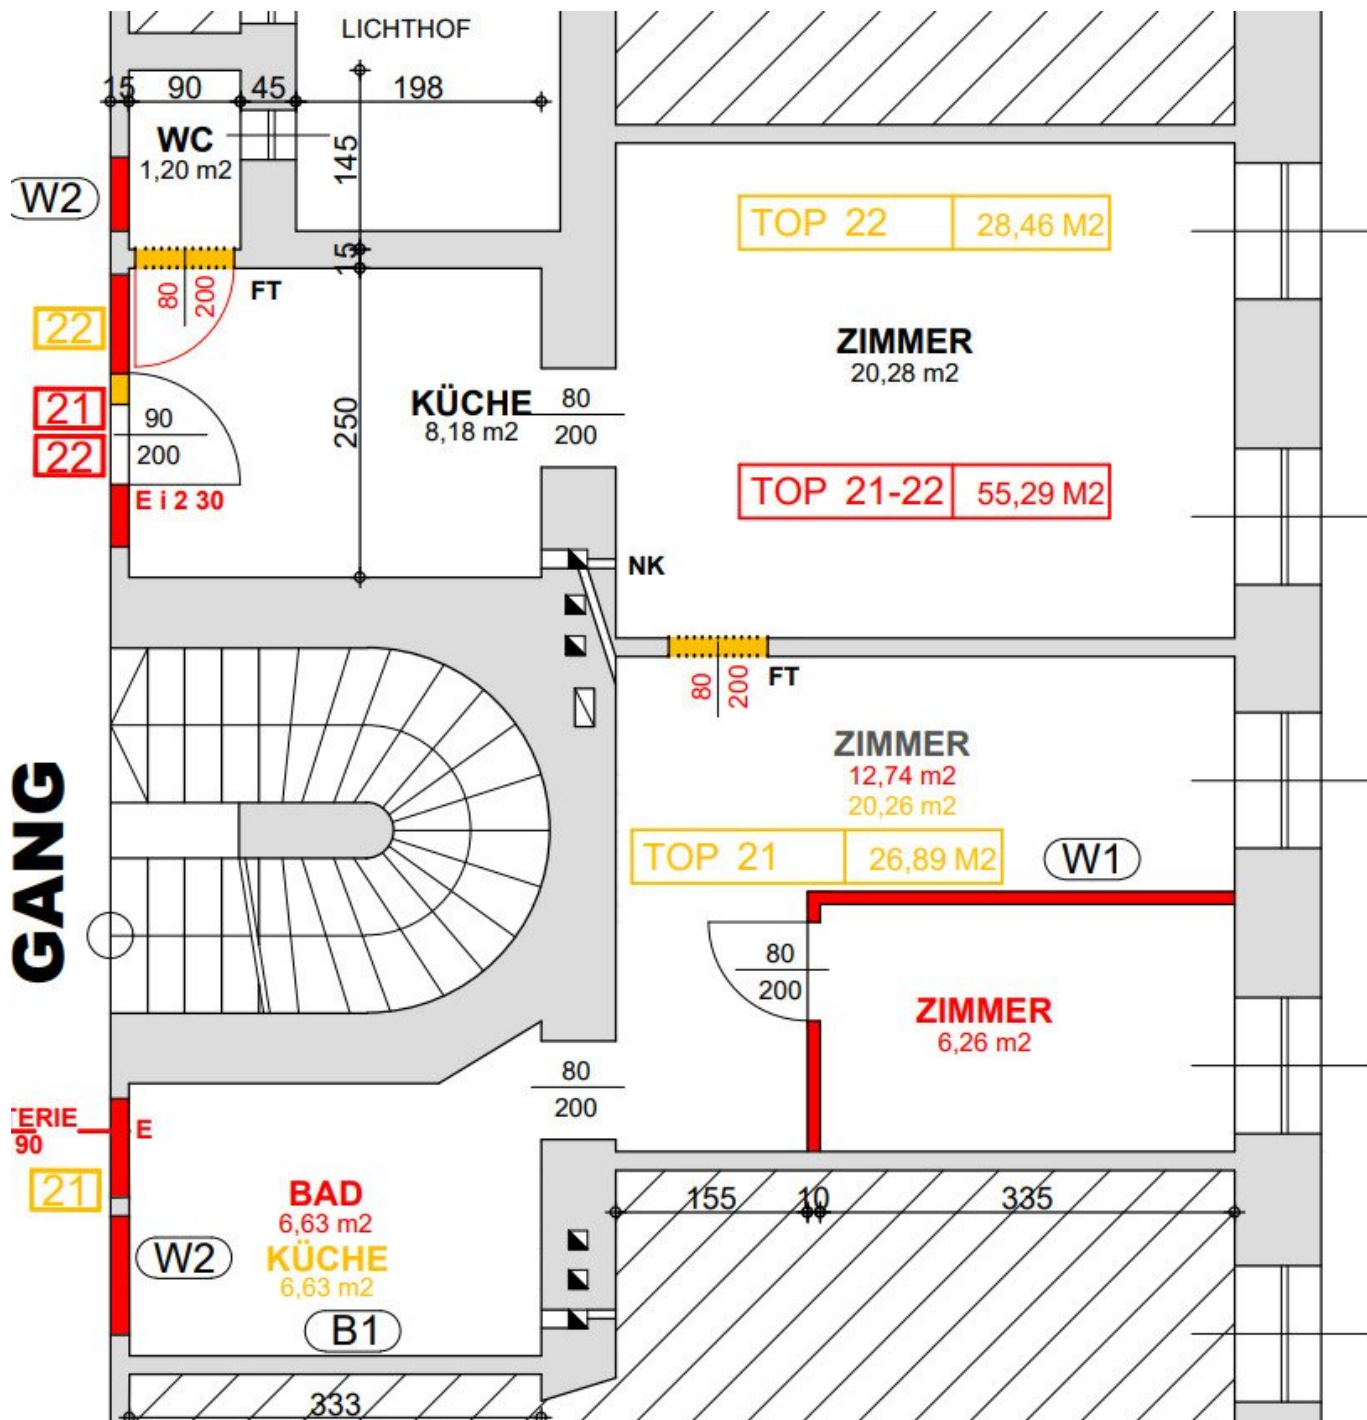 LICHTHOF
15 90 45 198
WC
1,20 m2
145
W2
15
80
200
FT
22
TOP 22 28,46 M2
ZIMMER
20,28 m2
21
22
90
200
E i 2 30
250
KÜCHE
8,18 m2
80
200
TOP 21-22 55,29 M2
NK
80
200
FT
ZIMMER
12,74 m2
20,26 m2
TOP 21 26,89 M2
W1
GANG
80
200
ZIMMER
6,26 m2
80
200
TERIE
90
E
21
BAD
6,63 m2
KÜCHE
6,63 m2
W2
B1
155 10 335
333